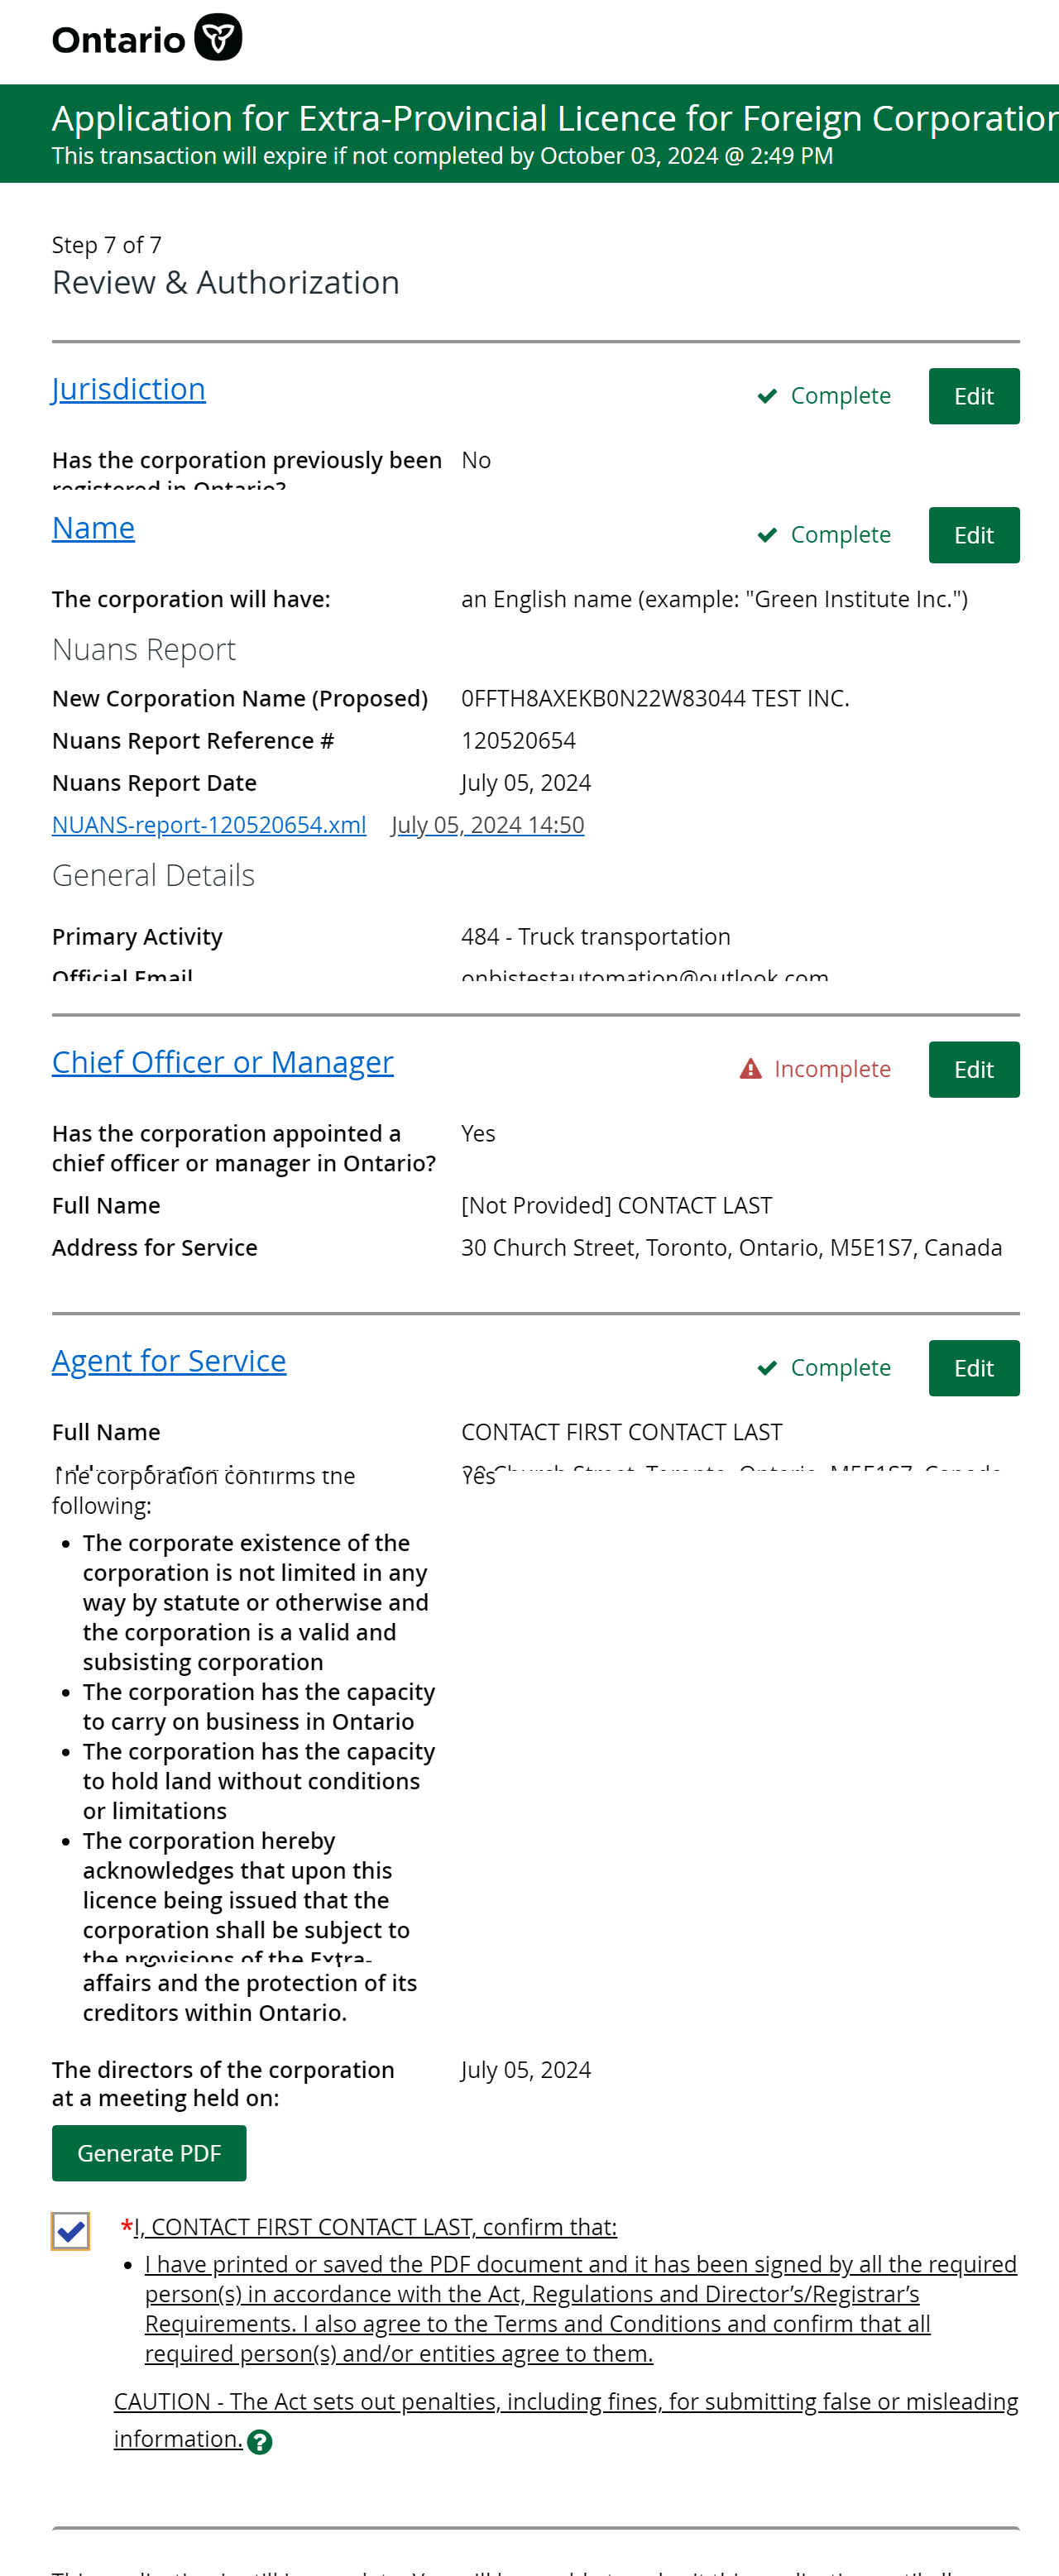 Ontario
Application for Extra-Provincial Licence for Foreign Corporation
This transaction will expire if not completed by October 03, 2024 @ 2:49 PM
Step 7 of 7
Review & Authorization
Jurisdiction
Complete
Edit
Has the corporation previously been No
registered in Ontario?
Name
Complete
Edit
The corporation will have: an English name (example: "Green Institute Inc.")
Nuans Report
New Corporation Name (Proposed) 0FFTH8AXEKB0N22W83044 TEST INC.
Nuans Report Reference # 120520654
Nuans Report Date July 05, 2024
NUANS-report-120520654.xml July 05, 2024 14:50
General Details
Primary Activity 484 - Truck transportation
Official Email onbistestautomation@outlook.com
Chief Officer or Manager
Incomplete
Edit
Has the corporation appointed a Yes
chief officer or manager in Ontario?
Full Name [Not Provided] CONTACT LAST
Address for Service 30 Church Street, Toronto, Ontario, M5E1S7, Canada
Agent for Service
Complete
Edit
Full Name CONTACT FIRST CONTACT LAST
The corporation confirms the Yes
following:
• The corporate existence of the
corporation is not limited in any
way by statute or otherwise and
the corporation is a valid and
subsisting corporation
• The corporation has the capacity
to carry on business in Ontario
• The corporation has the capacity
to hold land without conditions
or limitations
• The corporation hereby
acknowledges that upon this
licence being issued that the
corporation shall be subject to
the provisions of the Extra-
affairs and the protection of its
creditors within Ontario.
The directors of the corporation July 05, 2024
at a meeting held on:
Generate PDF
*I, CONTACT FIRST CONTACT LAST, confirm that:
• I have printed or saved the PDF document and it has been signed by all the required
person(s) in accordance with the Act, Regulations and Director's/Registrar's
Requirements. I also agree to the Terms and Conditions and confirm that all
required person(s) and/or entities agree to them.
CAUTION - The Act sets out penalties, including fines, for submitting false or misleading
information. ?